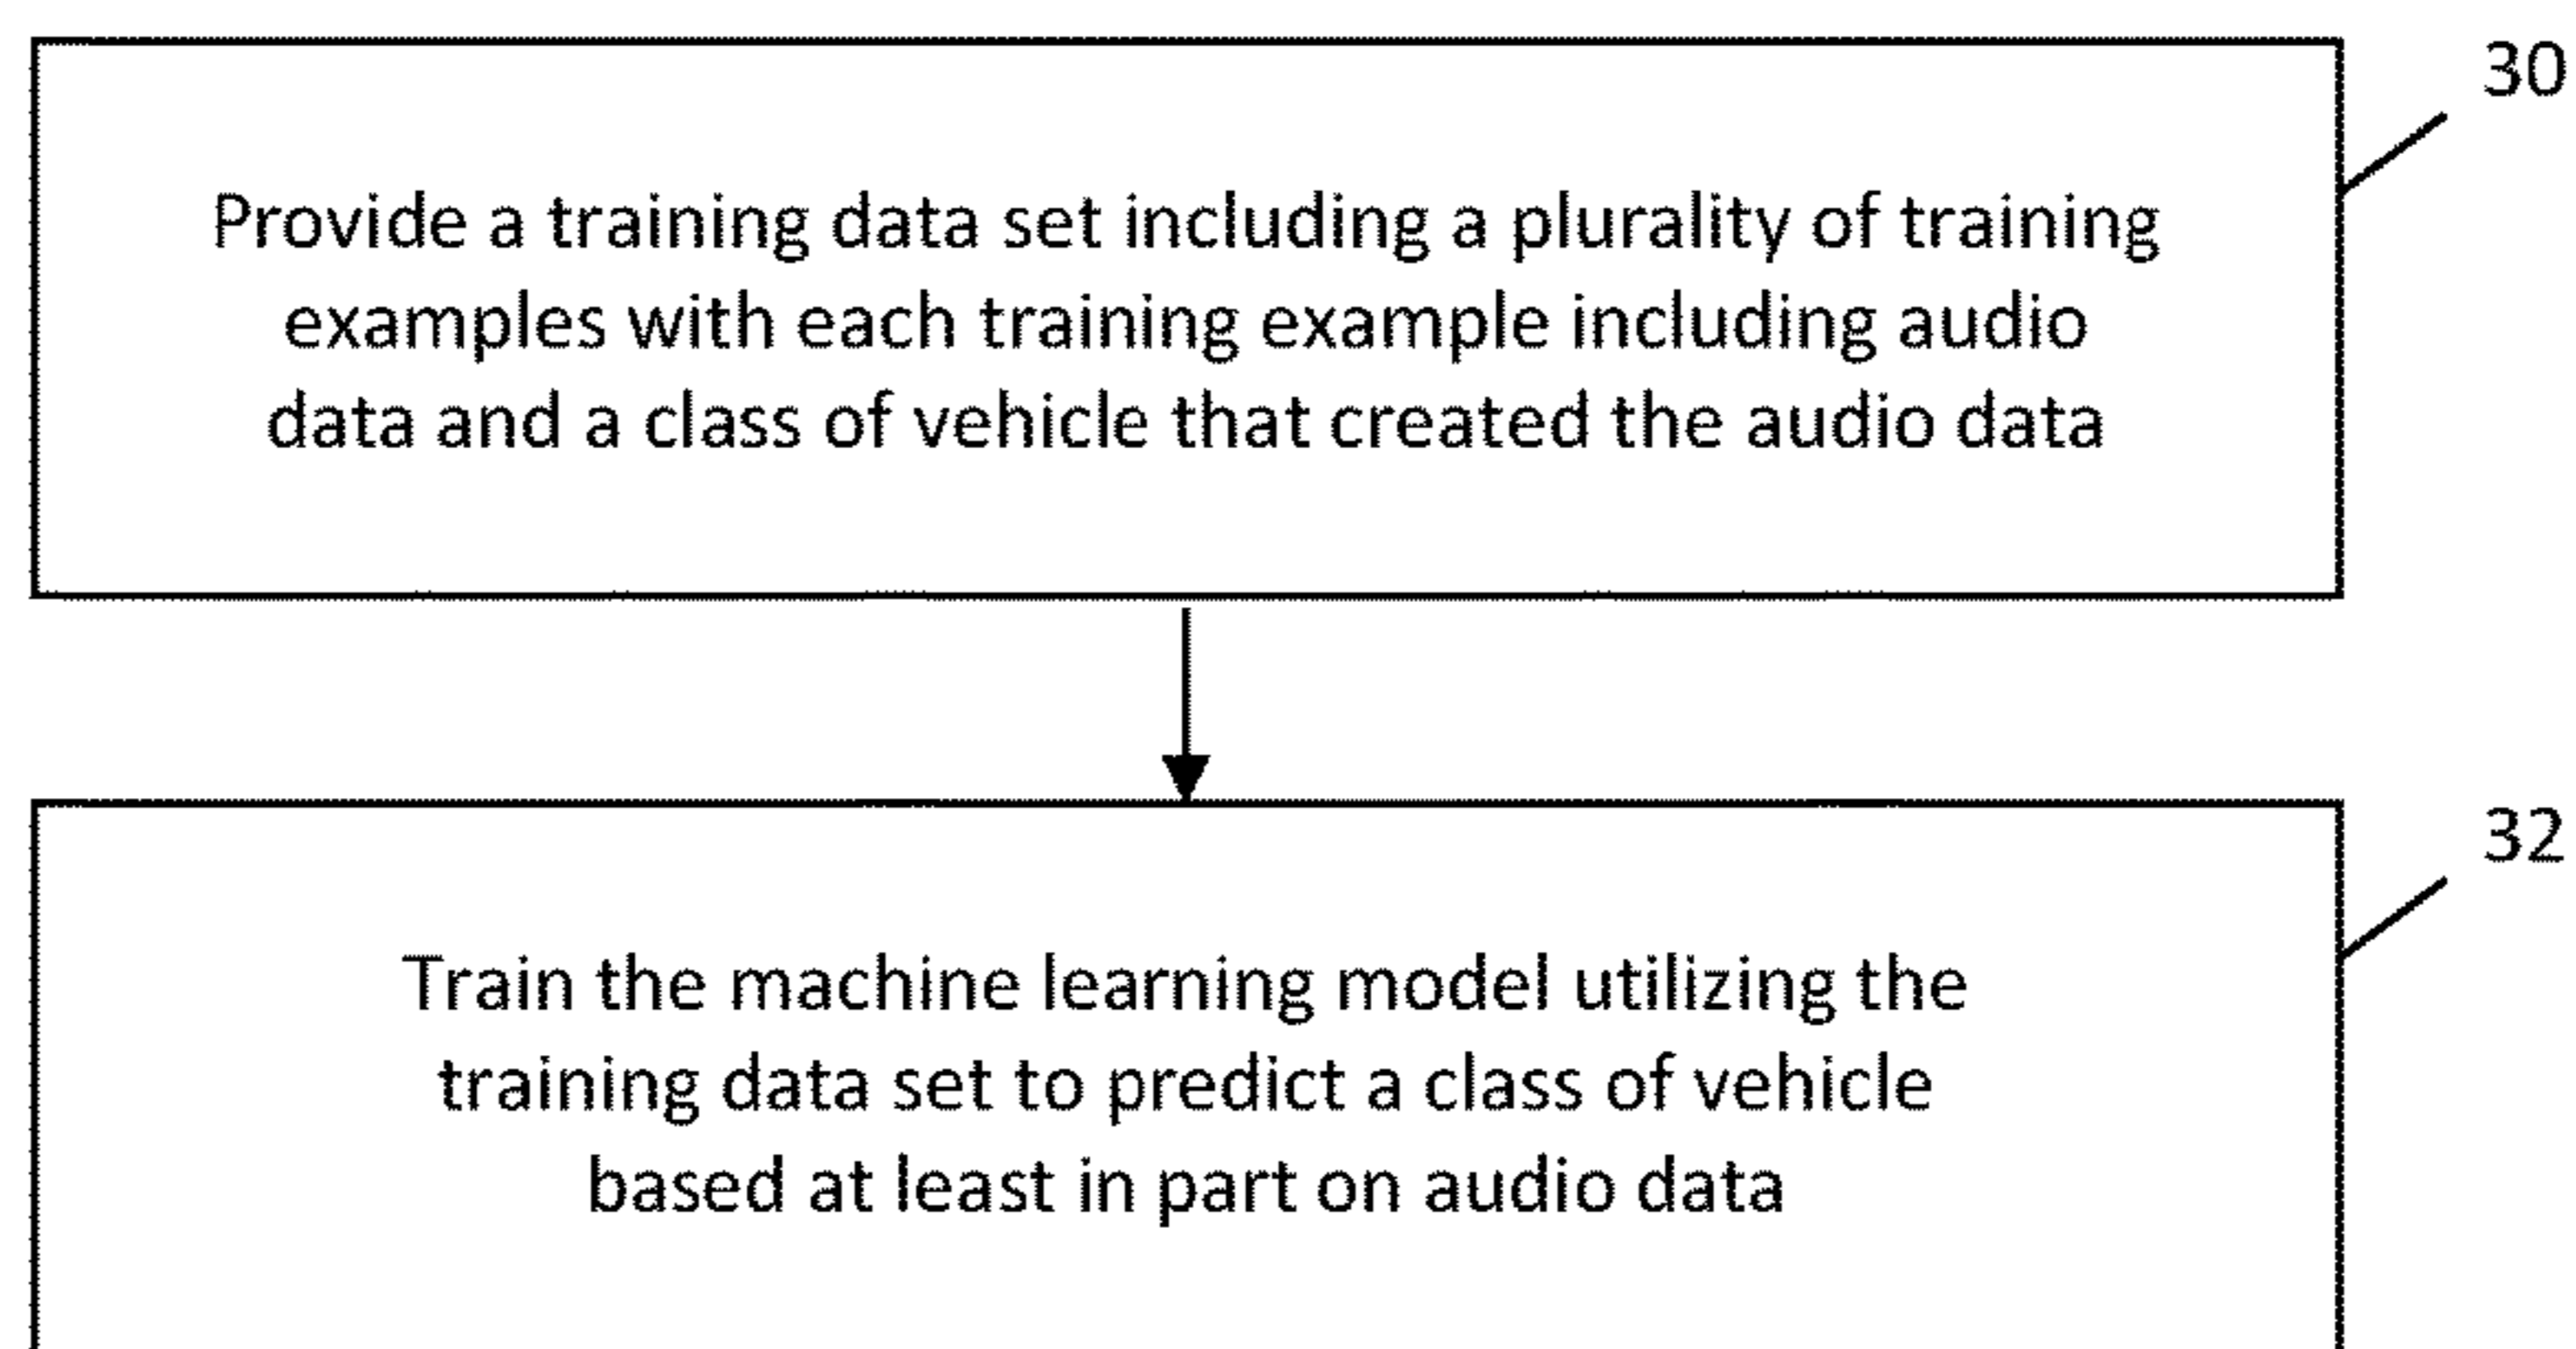 30
Provide a training data set including a plurality of training
examples with each training example including audio
data and a class of vehicle that created the audio data
32
Train the machine learning model utilizing the
training data set to predict a class of vehicle
based at least in part on audio data